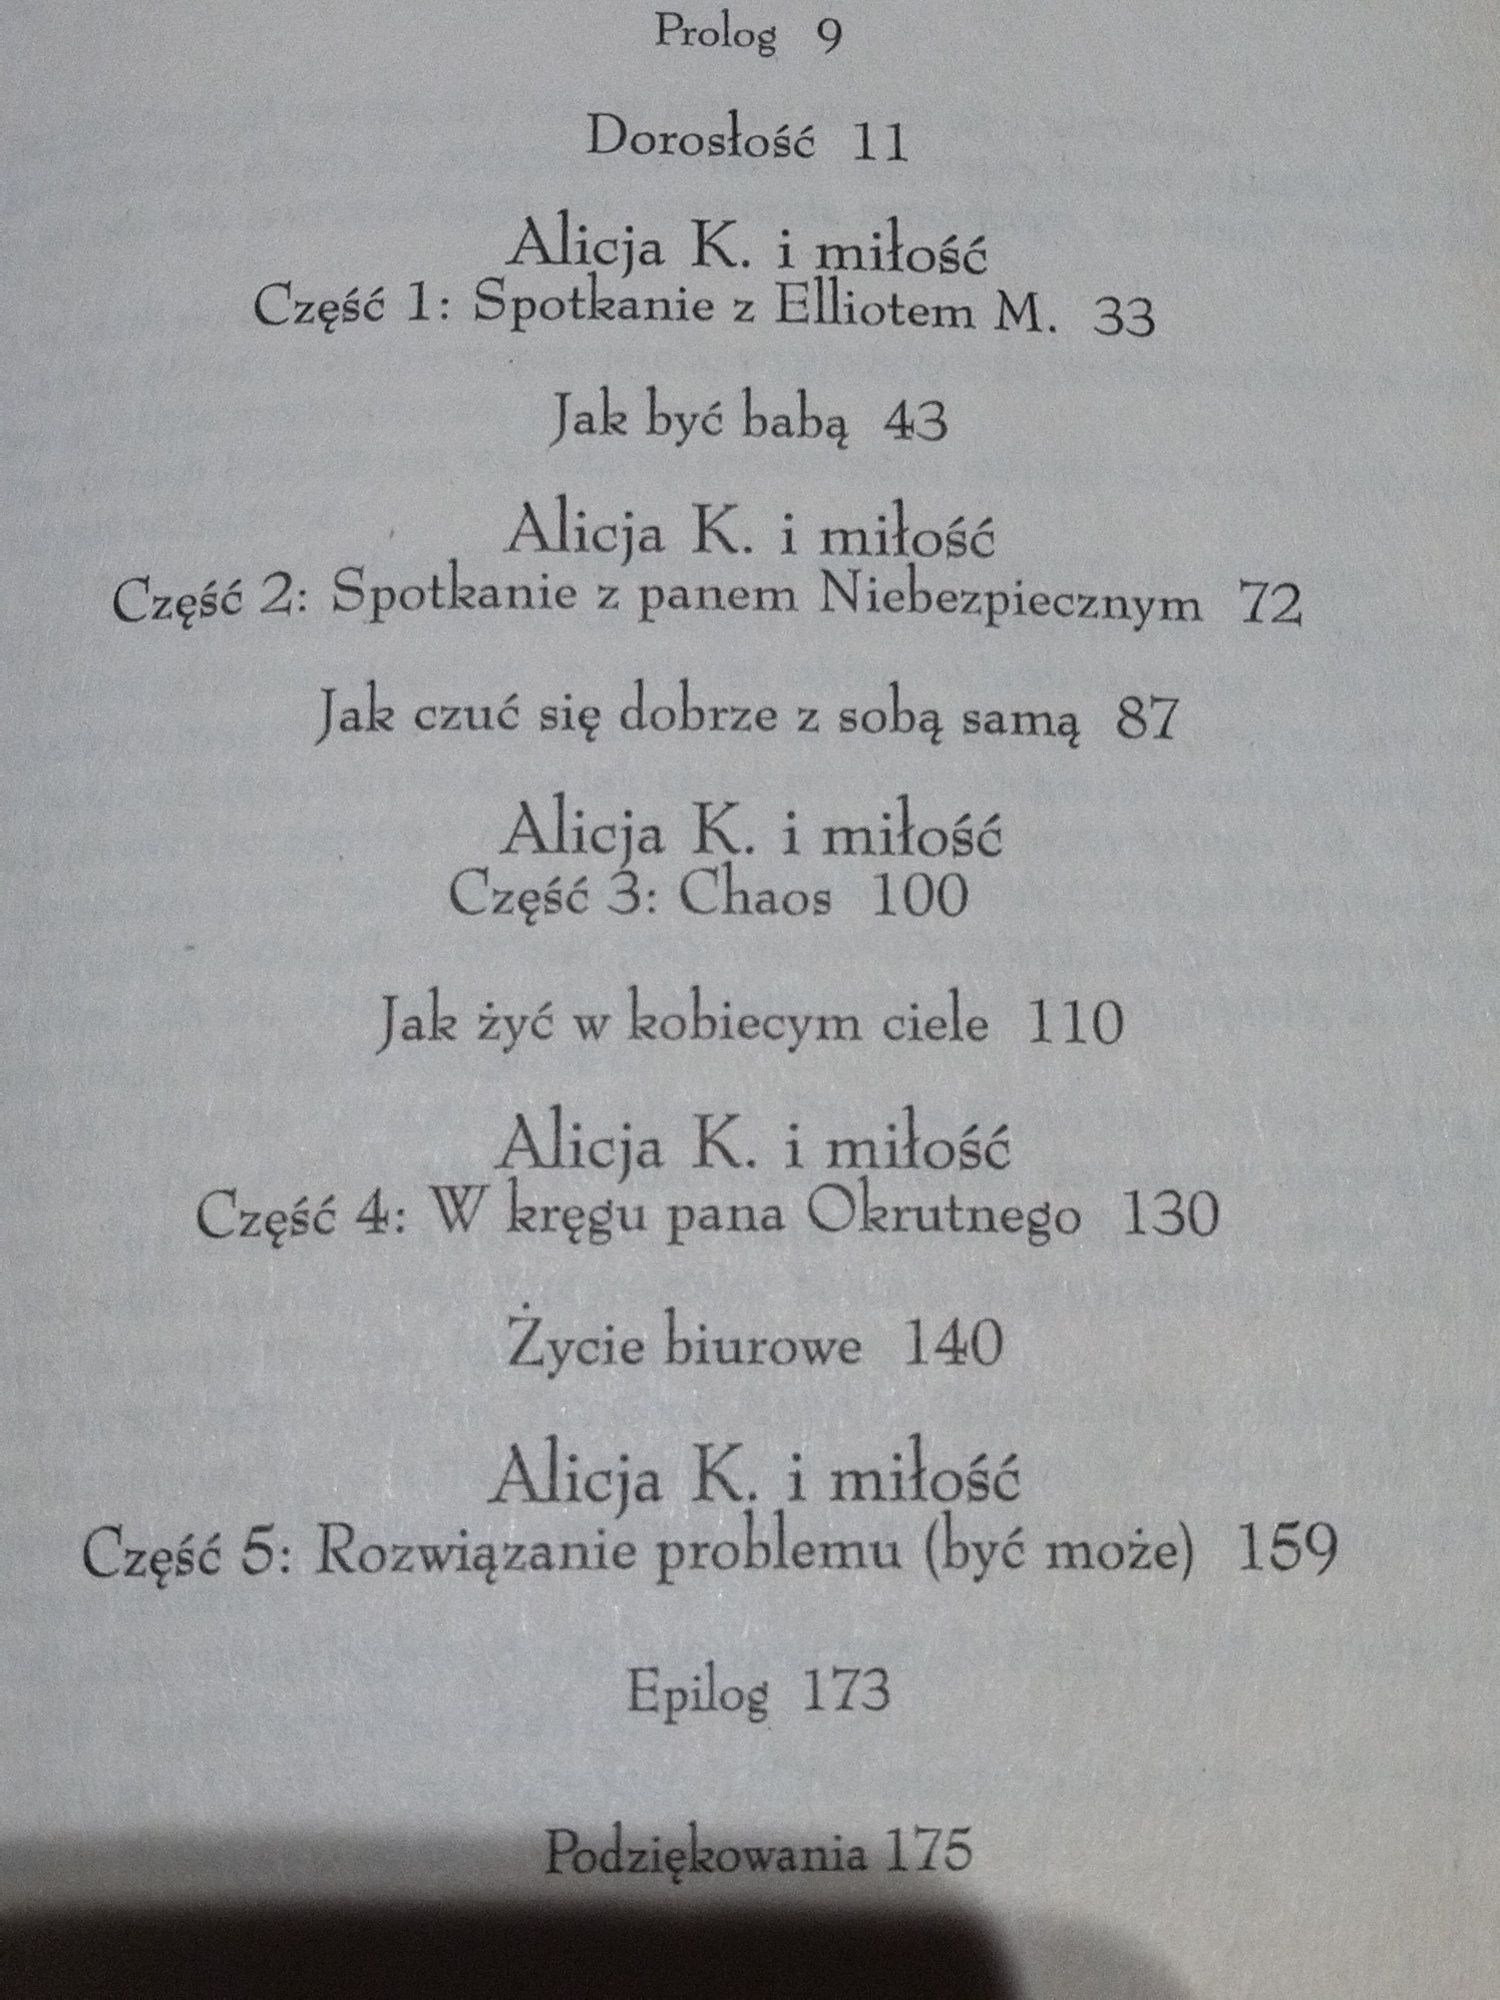 Prolog 9
Dorosłość 11
Alicja K. i miłość
Część 1: Spotkanie z Elliotem M. 33
Jak być babą 43
Alicja K. i miłość
Część 2: Spotkanie z panem Niebezpiecznym 72
Jak czuć się dobrze z sobą samą 87
Alicja K. i miłość
Część 3: Chaos 100
Jak żyć w kobiecym ciele 110
Alicja K. i miłość
Część 4: W kręgu pana Okrutnego 130
Życie biurowe 140
Alicja K. i miłość
Część 5: Rozwiązanie problemu (być może) 159
Epilog 173
Podziękowania 175